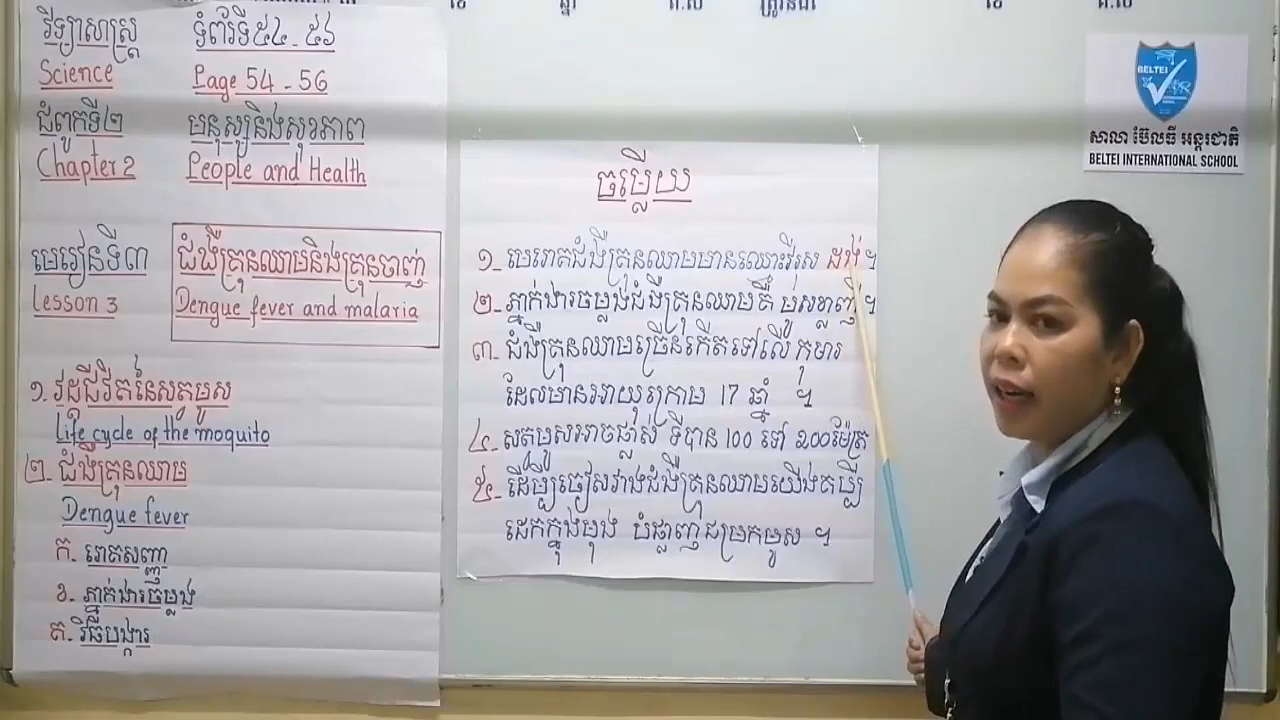 វិទ្យាសាស្ត្រ ទំព័រទី៥៤ - ៥៦
Science Page 54 - 56
ជំពូកទី២ មនុស្សនិងសុខភាព
Chapter 2 People and Health
មេរៀនទី៣ ជំងឺគ្រុនឈាមនិងគ្រុនចាញ់
Lesson 3 Dengue fever and malaria
១. វដ្ដជីវិតនៃសត្វមូស
Life cycle of the moquito
២. ជំងឺគ្រុនឈាម
Dengue fever
ក. រោគសញ្ញា
ខ. ភ្នាក់ងារចម្លង
គ. វិធីបង្ការ
ចម្លើយ
១- មេរោគជំងឺគ្រុនឈាមមានឈ្មោះវីរុស ដង់ ។
២- ភ្នាក់ងារចម្លងជំងឺគ្រុនឈាមគឺ មូសខ្លាញី ។
៣- ជំងឺគ្រុនឈាមច្រើនកើតទៅលើ កុមារ
ដែលមានអាយុក្រោម 17 ឆ្នាំ ។
៤- សត្វមូសអាចផ្លាស់ ទីបាន 100 ទៅ ២០០ម៉ែត្រ
៥- ដើម្បីចៀសវាងជំងឺគ្រុនឈាមយើងគប្បី
ដេកក្នុងមុង បំផ្លាញជម្រកមូស ។
BELTEI
សាលា ប៊ែលធី អន្តរជាតិ
BELTEI INTERNATIONAL SCHOOL